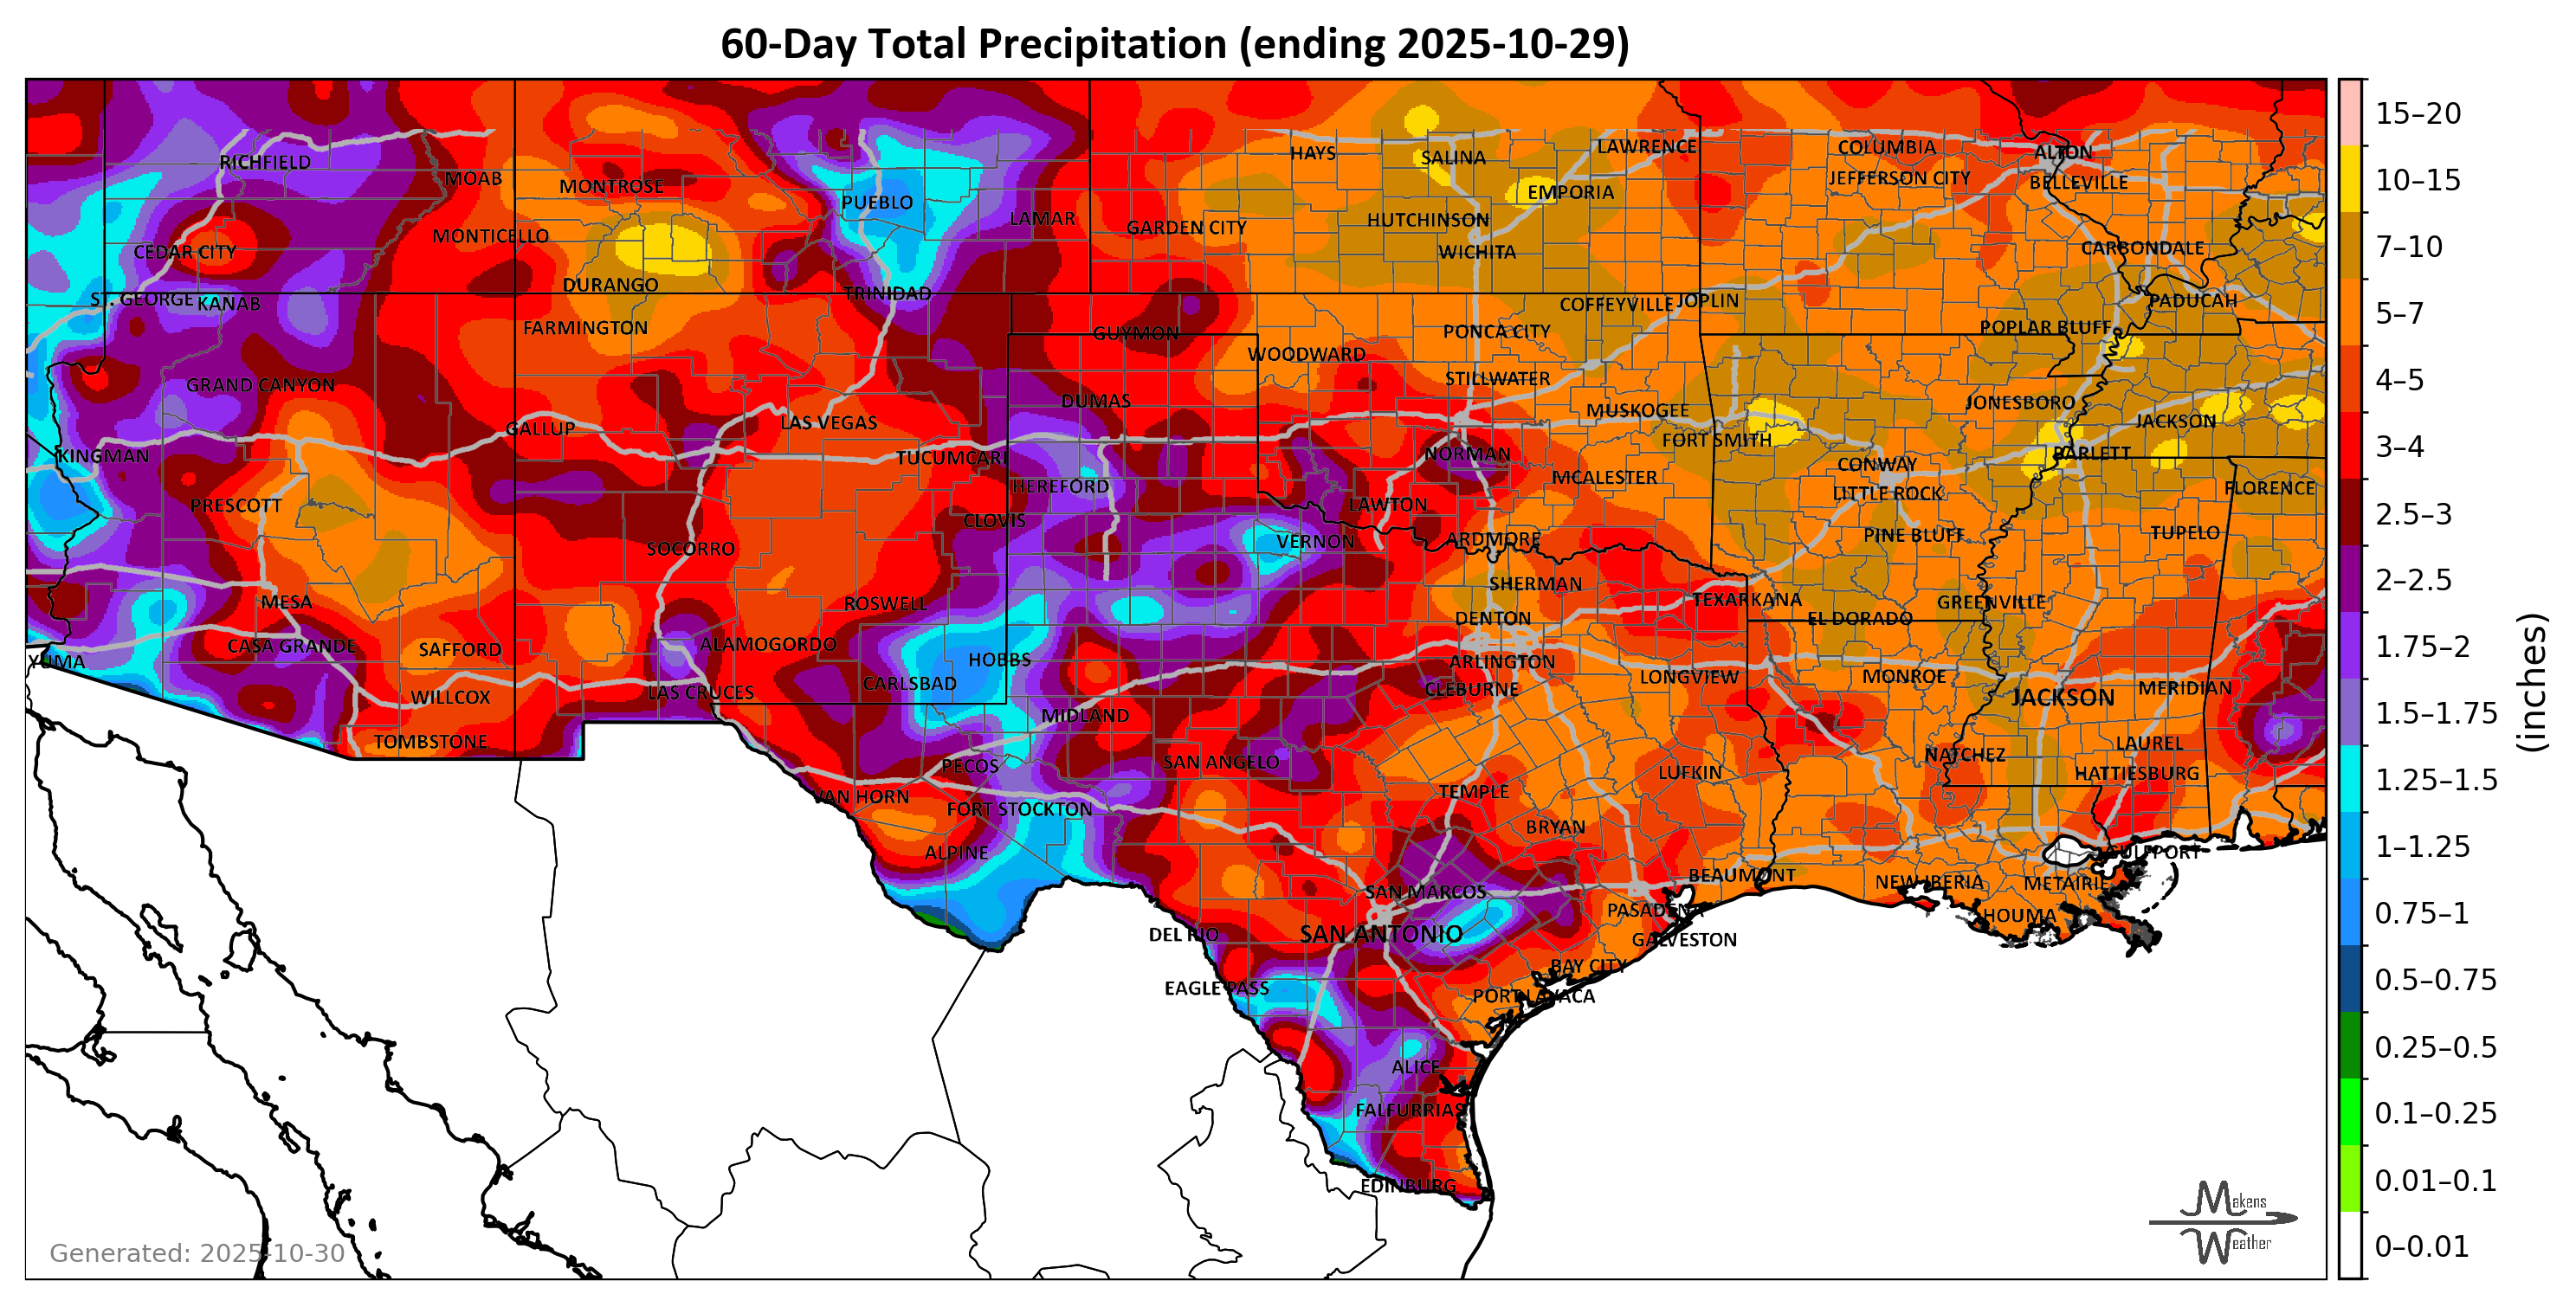 60-Day Total Precipitation (ending 2025-10-29)
RICHFIELD
MOAB
MONTROSE
PUEBLO
LAMAR
HAYS
SALINA
LAWRENCE
COLUMBIA
ALTON
JEFFERSON CITY
BELLEVILLE
EMPORIA
HUTCHINSON
GARDEN CITY
WICHITA
MONTICELLO
CEDAR CITY
CARBONDALE
DURANGO
TRINIDAD
ST. GEORGE
KANAB
COFFEYVILLE
JOPLIN
PADUCAH
FARMINGTON
GUYMON
PONCA CITY
POPLAR BLUFF
WOODWARD
STILLWATER
GRAND CANYON
DUMAS
MUSKOGEE
JONESBORO
JACKSON
GALLUP
LAS VEGAS
FORT SMITH
KINGMAN
TUCUMCARI
NORMAN
BARLETT
CONWAY
HEREFORD
MCALESTER
LITTLE ROCK
FLORENCE
PRESCOTT
LAWTON
CLOVIS
PINE BLUFF
TUPELO
SOCORRO
VERNON
ARDMORE
SHERMAN
MESA
ROSWELL
TEXARKANA
GREENVILLE
DENTON
EL DORADO
CASA GRANDE
SAFFORD
ALAMOGORDO
YUMA
HOBBS
ARLINGTON
LONGVIEW
MONROE
CARLSBAD
CLEBURNE
MERIDIAN
WILLCOX
LAS CRUCES
JACKSON
MIDLAND
TOMBSTONE
LAUREL
NATCHEZ
PECOS
SAN ANGELO
LUFKIN
HATTIESBURG
VAN HORN
FORT STOCKTON
TEMPLE
BRYAN
ALPINE
GULFPORT
BEAUMONT
NEW IBERIA
METAIRIE
SAN MARCOS
PASADENA
HOUMA
DEL RIO
SAN ANTONIO
GALVESTON
BAY CITY
EAGLE PASS
PORT LAVACA
ALICE
FALFURRIAS
EDINBURG
Generated: 2025-10-30
Makens
Weather
15–20
10–15
7–10
5–7
4–5
3–4
2.5–3
2–2.5
1.75–2
1.5–1.75
1.25–1.5
1–1.25
0.75–1
0.5–0.75
0.25–0.5
0.1–0.25
0.01–0.1
0–0.01
(inches)